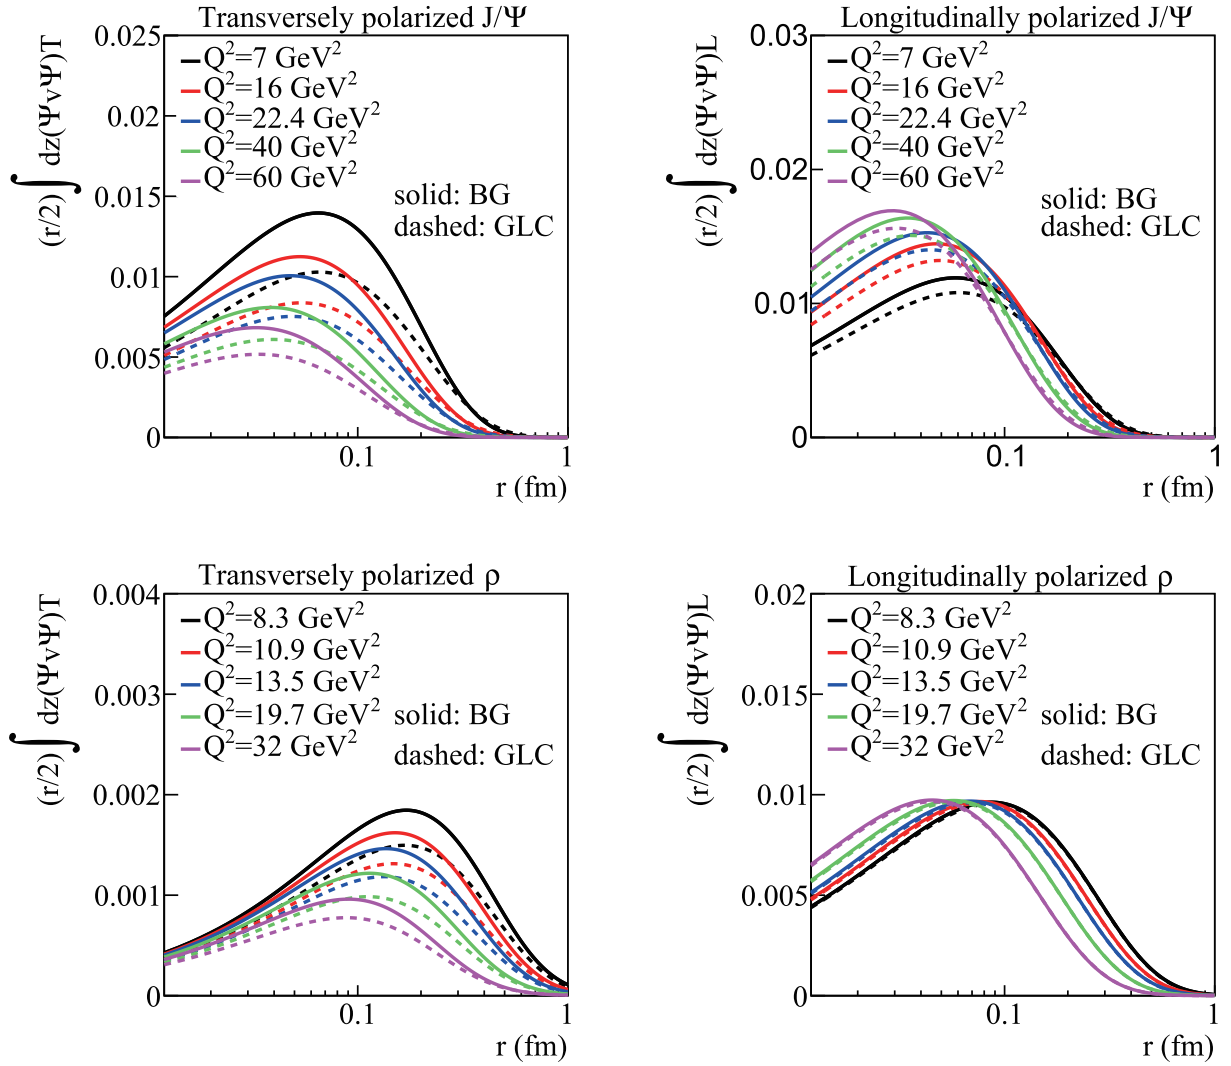 Transversely polarized J/Ψ
(r/2) ∫ dz(Ψ_VΨ)T
0.025
0.02
0.015
0.01
0.005
0
Q²=7 GeV²
Q²=16 GeV²
Q²=22.4 GeV²
Q²=40 GeV²
Q²=60 GeV²
solid: BG
dashed: GLC
0.1
1
r (fm)
Longitudinally polarized J/Ψ
(r/2) ∫ dz(Ψ_VΨ)L
0.03
0.02
0.01
0
Q²=7 GeV²
Q²=16 GeV²
Q²=22.4 GeV²
Q²=40 GeV²
Q²=60 GeV²
solid: BG
dashed: GLC
0.1
1
r (fm)
Transversely polarized ρ
(r/2) ∫ dz(Ψ_VΨ)T
0.004
0.003
0.002
0.001
0
Q²=8.3 GeV²
Q²=10.9 GeV²
Q²=13.5 GeV²
Q²=19.7 GeV²
Q²=32 GeV²
solid: BG
dashed: GLC
0.1
1
r (fm)
Longitudinally polarized ρ
(r/2) ∫ dz(Ψ_VΨ)L
0.02
0.015
0.01
0.005
0
Q²=8.3 GeV²
Q²=10.9 GeV²
Q²=13.5 GeV²
Q²=19.7 GeV²
Q²=32 GeV²
solid: BG
dashed: GLC
0.1
1
r (fm)